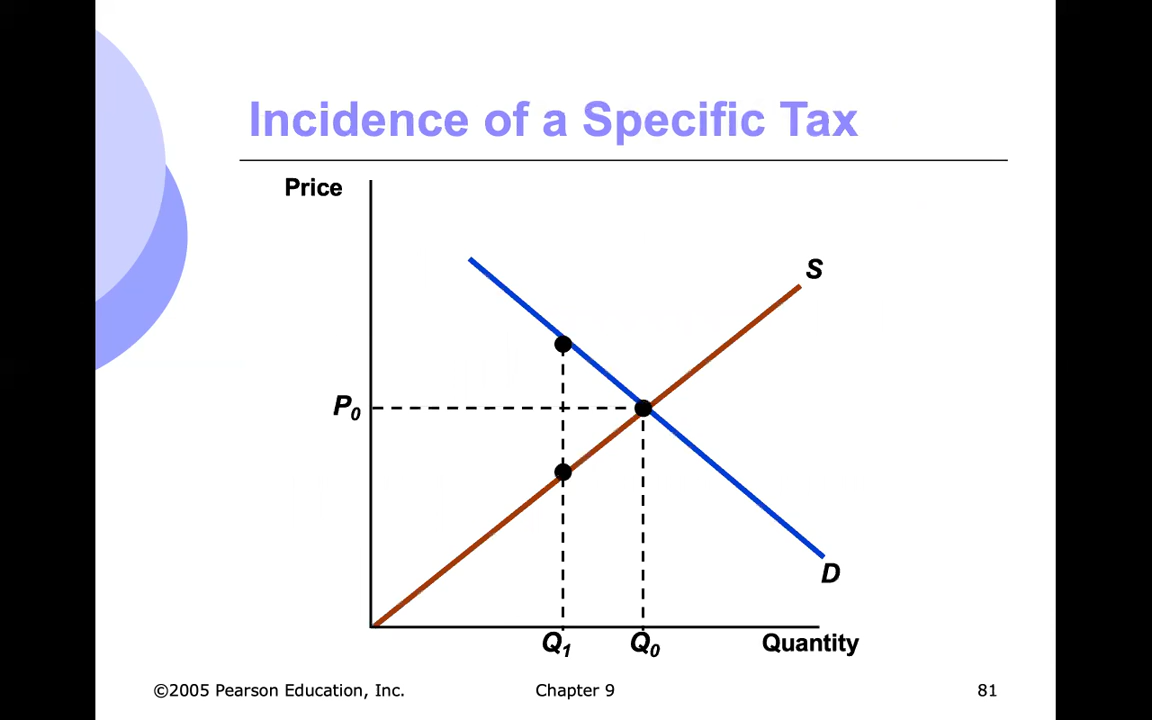 Incidence of a Specific Tax
Price
S
P₀
D
Q₁
Q₀
Quantity
©2005 Pearson Education, Inc.
Chapter 9
81